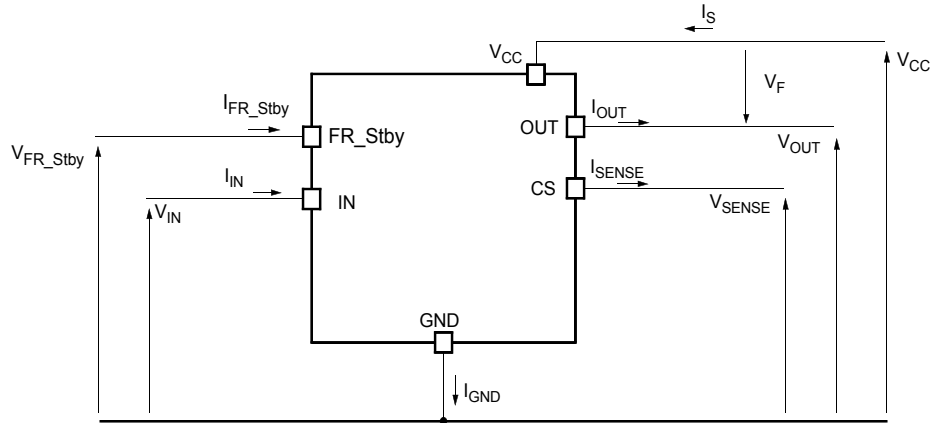 I_S
V_CC
V_CC
V_F
I_FR_Stby
I_OUT
FR_Stby
OUT
V_FR_Stby
V_OUT
I_IN
I_SENSE
IN
CS
V_IN
V_SENSE
GND
I_GND